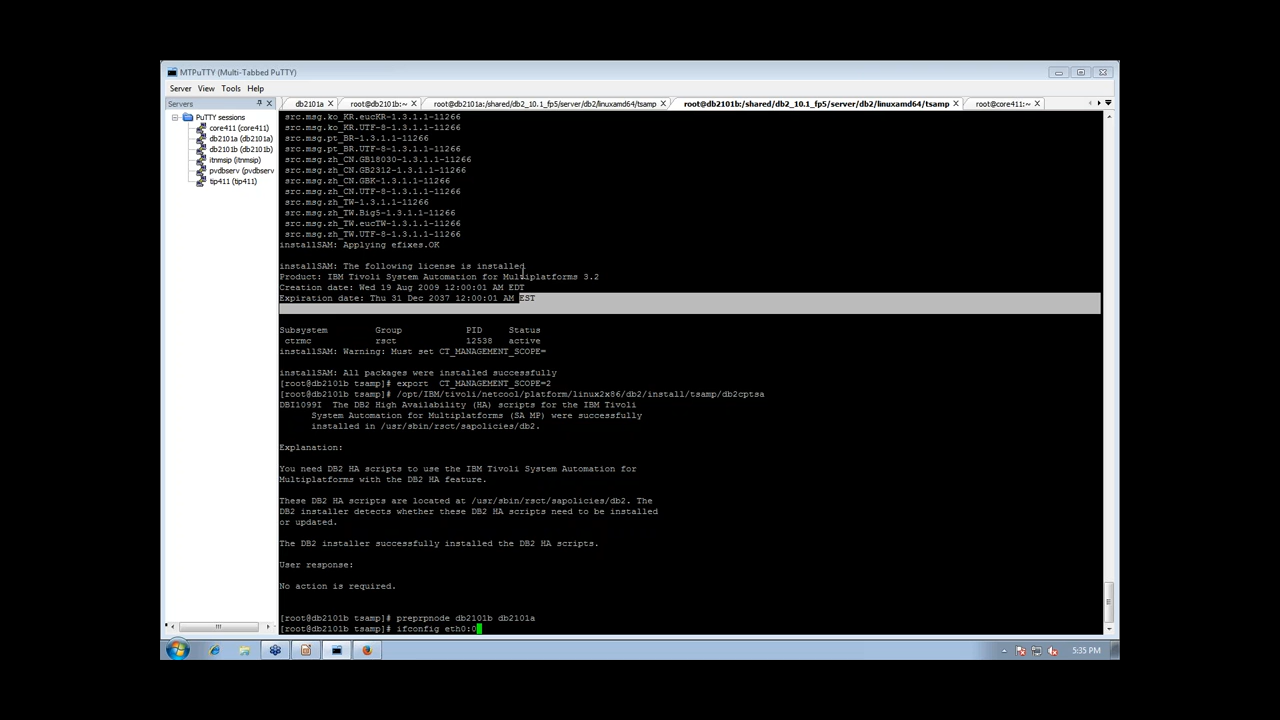 MTPuTTY (Multi-Tabbed PuTTY)
Server View Tools Help
Servers
PuTTY sessions
core411 (core411)
db2101a (db2101a)
db2101b (db2101b)
itnmsip (itnmsip)
pvdbserv (pvdbserv
tip411 (tip411)
db2101a root@db2101b:~ root@db2101a:/shared/db2_10.1_fp5/server/db2/linuxamd64/tsamp root@db2101b:/shared/db2_10.1_fp5/server/db2/linuxamd64/tsamp root@core411:~
src.msg.ko_KR.eucKR-1.3.1.1-11266
src.msg.ko_KR.UTF-8-1.3.1.1-11266
src.msg.pt_BR-1.3.1.1-11266
src.msg.pt_BR.UTF-8-1.3.1.1-11266
src.msg.zh_CN.GB18030-1.3.1.1-11266
src.msg.zh_CN.GB2312-1.3.1.1-11266
src.msg.zh_CN.GBK-1.3.1.1-11266
src.msg.zh_CN.UTF-8-1.3.1.1-11266
src.msg.zh_TW-1.3.1.1-11266
src.msg.zh_TW.Big5-1.3.1.1-11266
src.msg.zh_TW.eucTW-1.3.1.1-11266
src.msg.zh_TW.UTF-8-1.3.1.1-11266
installSAM: Applying efixes.OK
installSAM: The following license is installed
Product: IBM Tivoli System Automation for Multiplatforms 3.2
Creation date: Wed 19 Aug 2009 12:00:01 AM EDT
Expiration date: Thu 31 Dec 2037 12:00:01 AM EST
Subsystem Group PID Status
ctrmc rsct 12538 active
installSAM: Warning: Must set CT_MANAGEMENT_SCOPE=
installSAM: All packages were installed successfully
[root@db2101b tsamp]# export CT_MANAGEMENT_SCOPE=2
[root@db2101b tsamp]# /opt/IBM/tivoli/netcool/platform/linux2x86/db2/install/tsamp/db2cptsa
DBI1099I The DB2 High Availability (HA) scripts for the IBM Tivoli
System Automation for Multiplatforms (SA MP) were successfully
installed in /usr/sbin/rsct/sapolicies/db2.
Explanation:
You need DB2 HA scripts to use the IBM Tivoli System Automation for
Multiplatforms with the DB2 HA feature.
These DB2 HA scripts are located at /usr/sbin/rsct/sapolicies/db2. The
DB2 installer detects whether these DB2 HA scripts need to be installed
or updated.
The DB2 installer successfully installed the DB2 HA scripts.
User response:
No action is required.
[root@db2101b tsamp]# preprpnode db2101b db2101a
[root@db2101b tsamp]# ifconfig eth0:0
5:35 PM